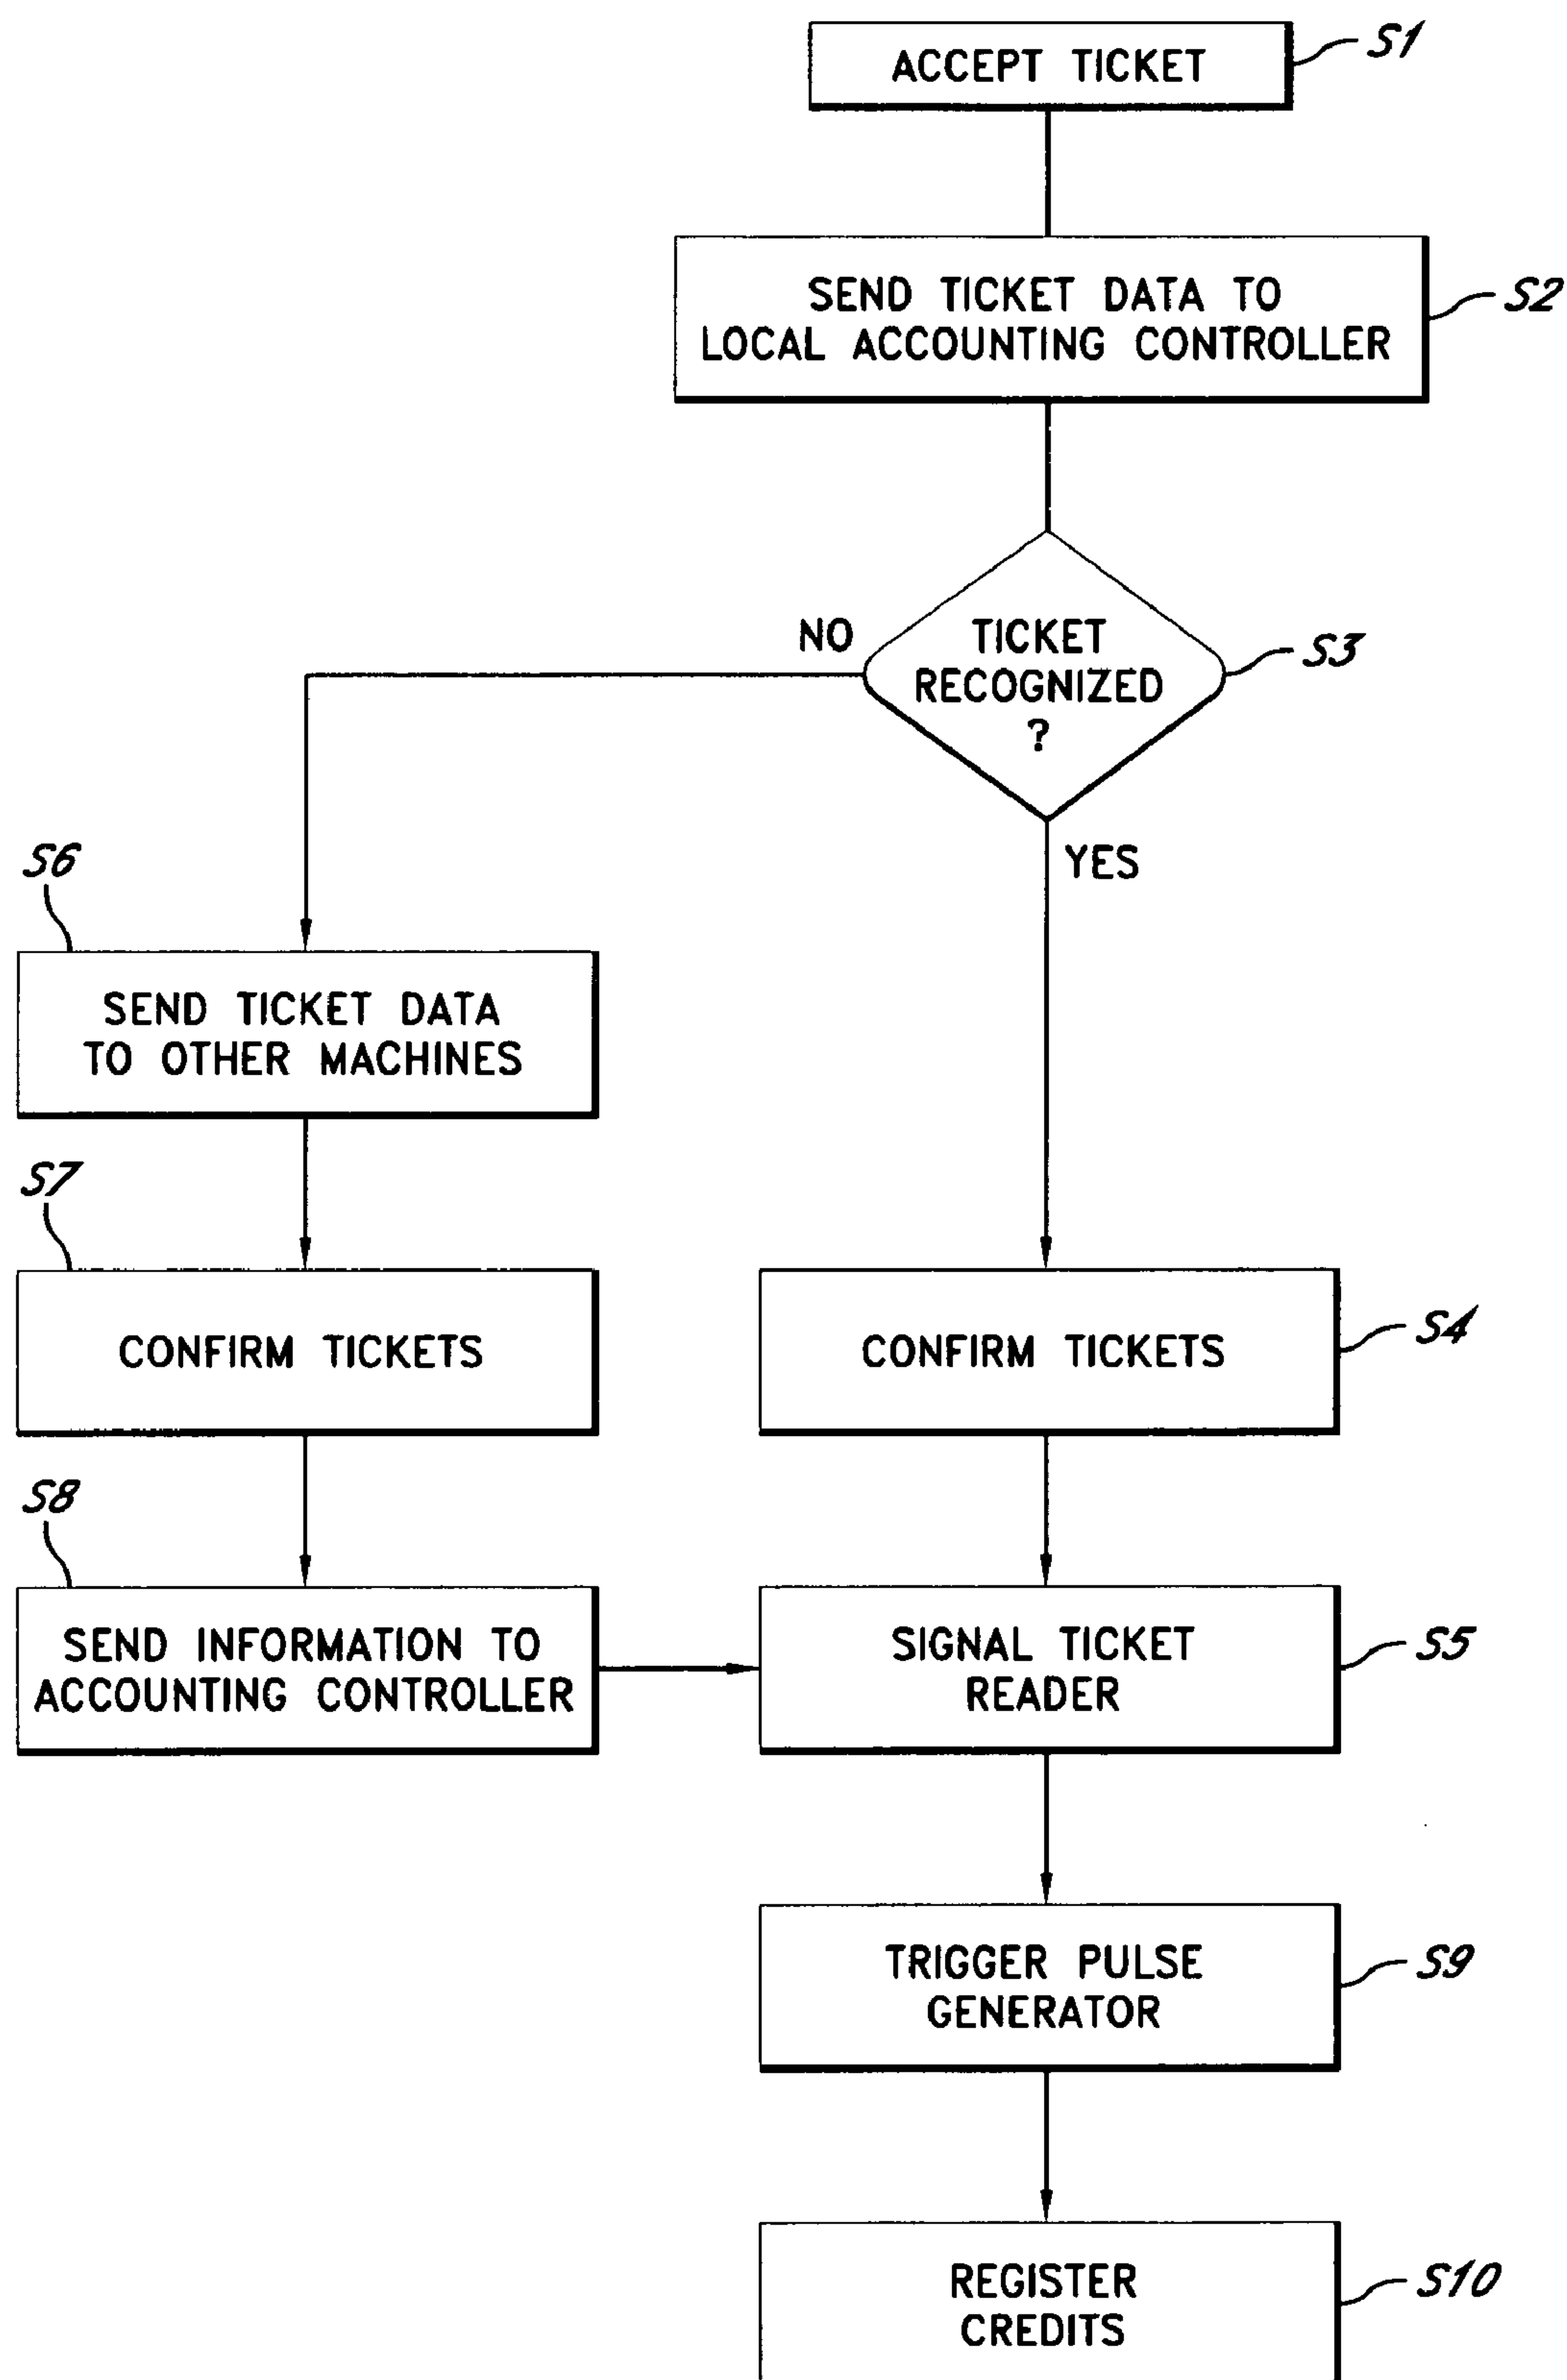 ACCEPT TICKET
S1
SEND TICKET DATA TO
LOCAL ACCOUNTING CONTROLLER
S2
NO
TICKET
RECOGNIZED
?
S3
YES
S6
SEND TICKET DATA
TO OTHER MACHINES
S7
CONFIRM TICKETS
CONFIRM TICKETS
S4
S8
SEND INFORMATION TO
ACCOUNTING CONTROLLER
SIGNAL TICKET
READER
S5
TRIGGER PULSE
GENERATOR
S9
REGISTER
CREDITS
S10